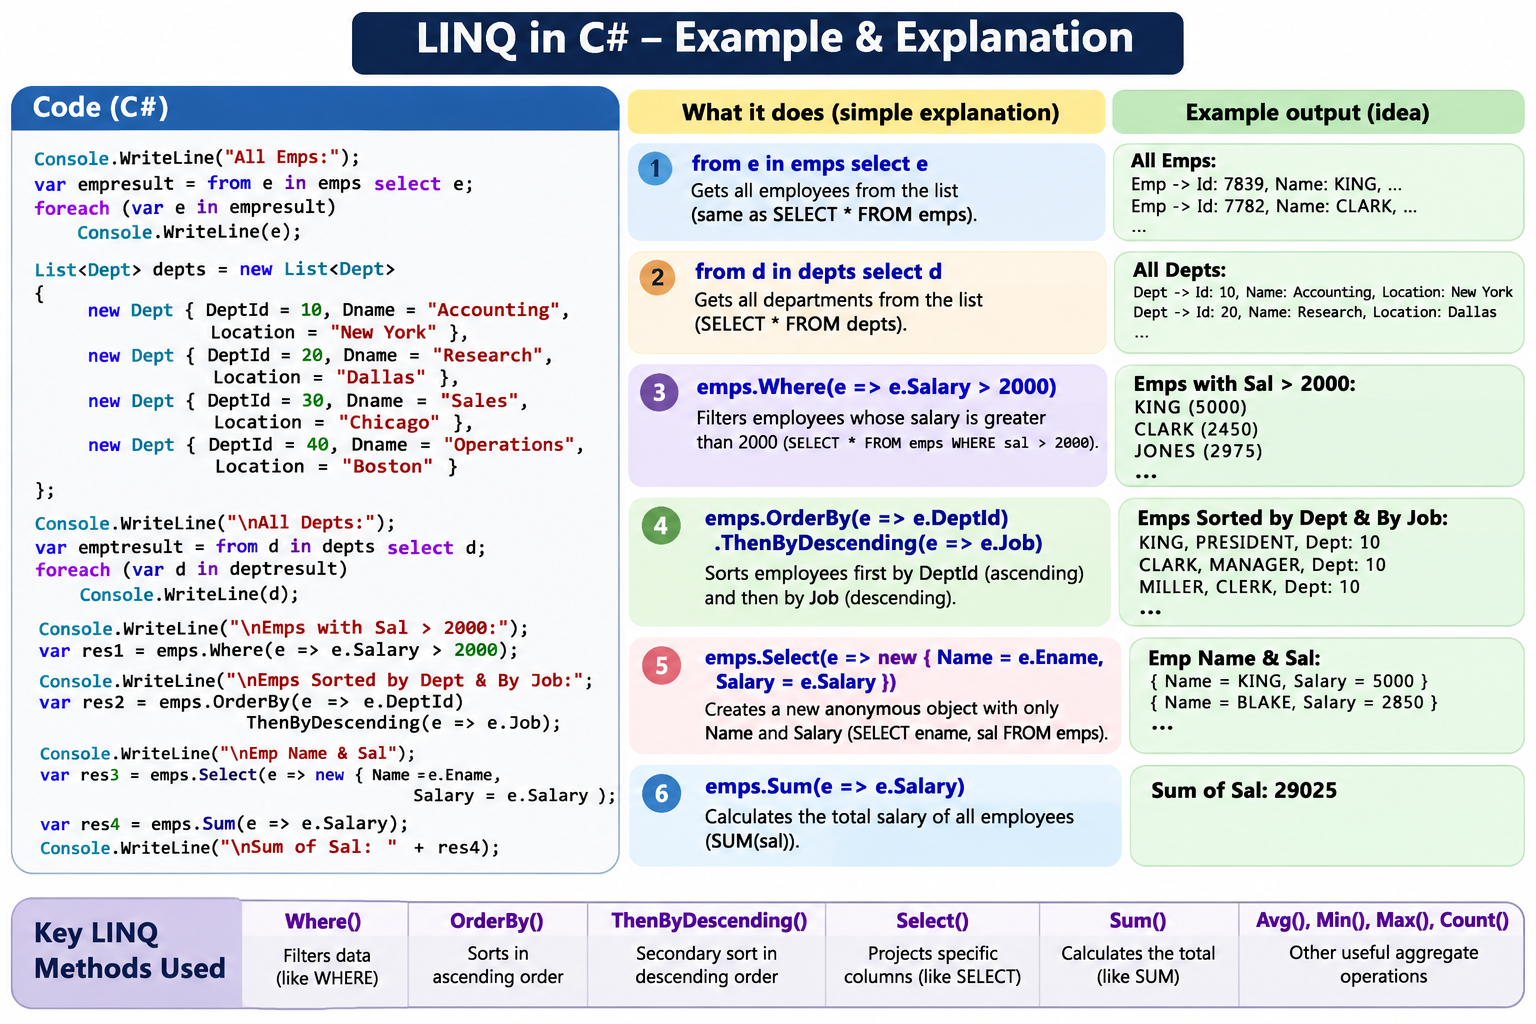 LINQ in C# – Example & Explanation
Code (C#)
Console.WriteLine("All Emps:");
var empresult = from e in emps select e;
foreach (var e in empresult)
    Console.WriteLine(e);
List<Dept> depts = new List<Dept>
{
    new Dept { DeptId = 10, Dname = "Accounting",
               Location = "New York" },
    new Dept { DeptId = 20, Dname = "Research",
               Location = "Dallas" },
    new Dept { DeptId = 30, Dname = "Sales",
               Location = "Chicago" },
    new Dept { DeptId = 40, Dname = "Operations",
               Location = "Boston" }
};
Console.WriteLine("\nAll Depts:");
var emptresult = from d in depts select d;
foreach (var d in deptresult)
    Console.WriteLine(d);
Console.WriteLine("\nEmps with Sal > 2000:");
var res1 = emps.Where(e => e.Salary > 2000);
Console.WriteLine("\nEmps Sorted by Dept & By Job:";
var res2 = emps.OrderBy(e => e.DeptId)
                ThenByDescending(e => e.Job);
Console.WriteLine("\nEmp Name & Sal");
var res3 = emps.Select(e => new { Name =e.Ename,
                Salary = e.Salary );
var res4 = emps.Sum(e => e.Salary);
Console.WriteLine("\nSum of Sal: " + res4);
What it does (simple explanation)
1
from e in emps select e
Gets all employees from the list
(same as SELECT * FROM emps).
2
from d in depts select d
Gets all departments from the list
(SELECT * FROM depts).
3
emps.Where(e => e.Salary > 2000)
Filters employees whose salary is greater
than 2000 (SELECT * FROM emps WHERE sal > 2000).
4
emps.OrderBy(e => e.DeptId)
.ThenByDescending(e => e.Job)
Sorts employees first by DeptId (ascending)
and then by Job (descending).
5
emps.Select(e => new { Name = e.Ename,
Salary = e.Salary })
Creates a new anonymous object with only
Name and Salary (SELECT ename, sal FROM emps).
6
emps.Sum(e => e.Salary)
Calculates the total salary of all employees
(SUM(sal)).
Example output (idea)
All Emps:
Emp -> Id: 7839, Name: KING, ...
Emp -> Id: 7782, Name: CLARK, ...
...
All Depts:
Dept -> Id: 10, Name: Accounting, Location: New York
Dept -> Id: 20, Name: Research, Location: Dallas
...
Emps with Sal > 2000:
KING (5000)
CLARK (2450)
JONES (2975)
...
Emps Sorted by Dept & By Job:
KING, PRESIDENT, Dept: 10
CLARK, MANAGER, Dept: 10
MILLER, CLERK, Dept: 10
...
Emp Name & Sal:
{ Name = KING, Salary = 5000 }
{ Name = BLAKE, Salary = 2850 }
...
Sum of Sal: 29025
Key LINQ
Methods Used
Where()
Filters data
(like WHERE)
OrderBy()
Sorts in
ascending order
ThenByDescending()
Secondary sort in
descending order
Select()
Projects specific
columns (like SELECT)
Sum()
Calculates the total
(like SUM)
Avg(), Min(), Max(), Count()
Other useful aggregate
operations